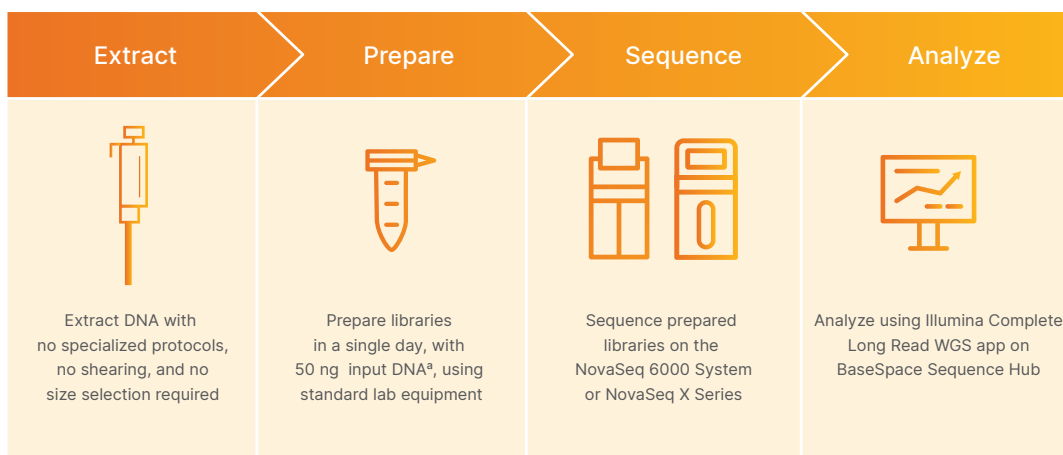 Extract
Prepare
Sequence
Analyze
Extract DNA with
no specialized protocols,
no shearing, and no
size selection required
Prepare libraries
in a single day, with
50 ng input DNAª, using
standard lab equipment
Sequence prepared
libraries on the
NovaSeq 6000 System
or NovaSeq X Series
Analyze using Illumina Complete
Long Read WGS app on
BaseSpace Sequence Hub